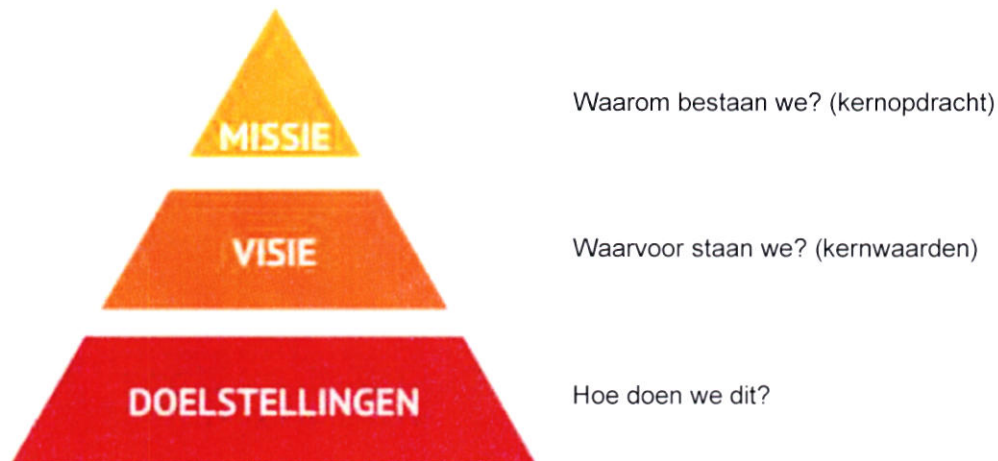 MISSIE
Waarom bestaan we? (kernopdracht)
VISIE
Waarvoor staan we? (kernwaarden)
DOELSTELLINGEN
Hoe doen we dit?